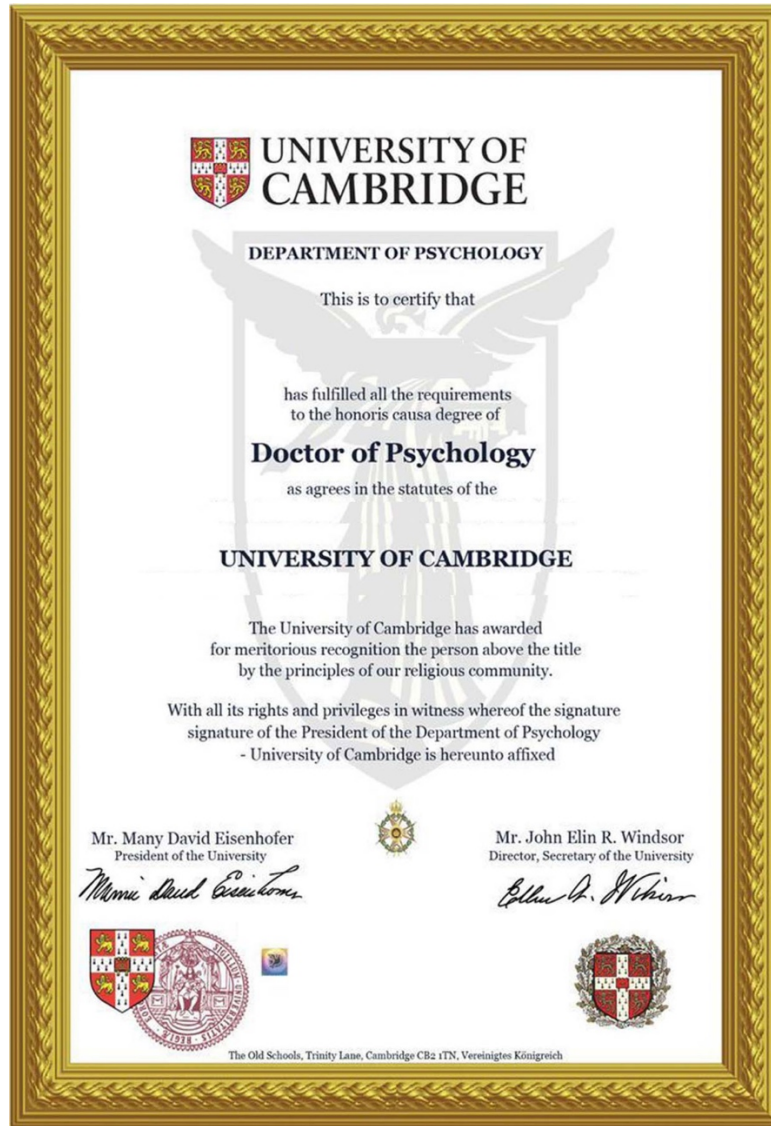 UNIVERSITY OF
CAMBRIDGE
DEPARTMENT OF PSYCHOLOGY
This is to certify that
has fulfilled all the requirements
to the honoris causa degree of
Doctor of Psychology
as agrees in the statutes of the
UNIVERSITY OF CAMBRIDGE
The University of Cambridge has awarded
for meritorious recognition the person above the title
by the principles of our religious community.
With all its rights and privileges in witness whereof the signature
signature of the President of the Department of Psychology
- University of Cambridge is hereunto affixed
Mr. Many David Eisenhofer
President of the University
Mr. John Elin R. Windsor
Director, Secretary of the University
SIGILLUM UNIVERSITATIS REGIAE
The Old Schools, Trinity Lane, Cambridge CB2 1TN, Vereinigtes Königreich